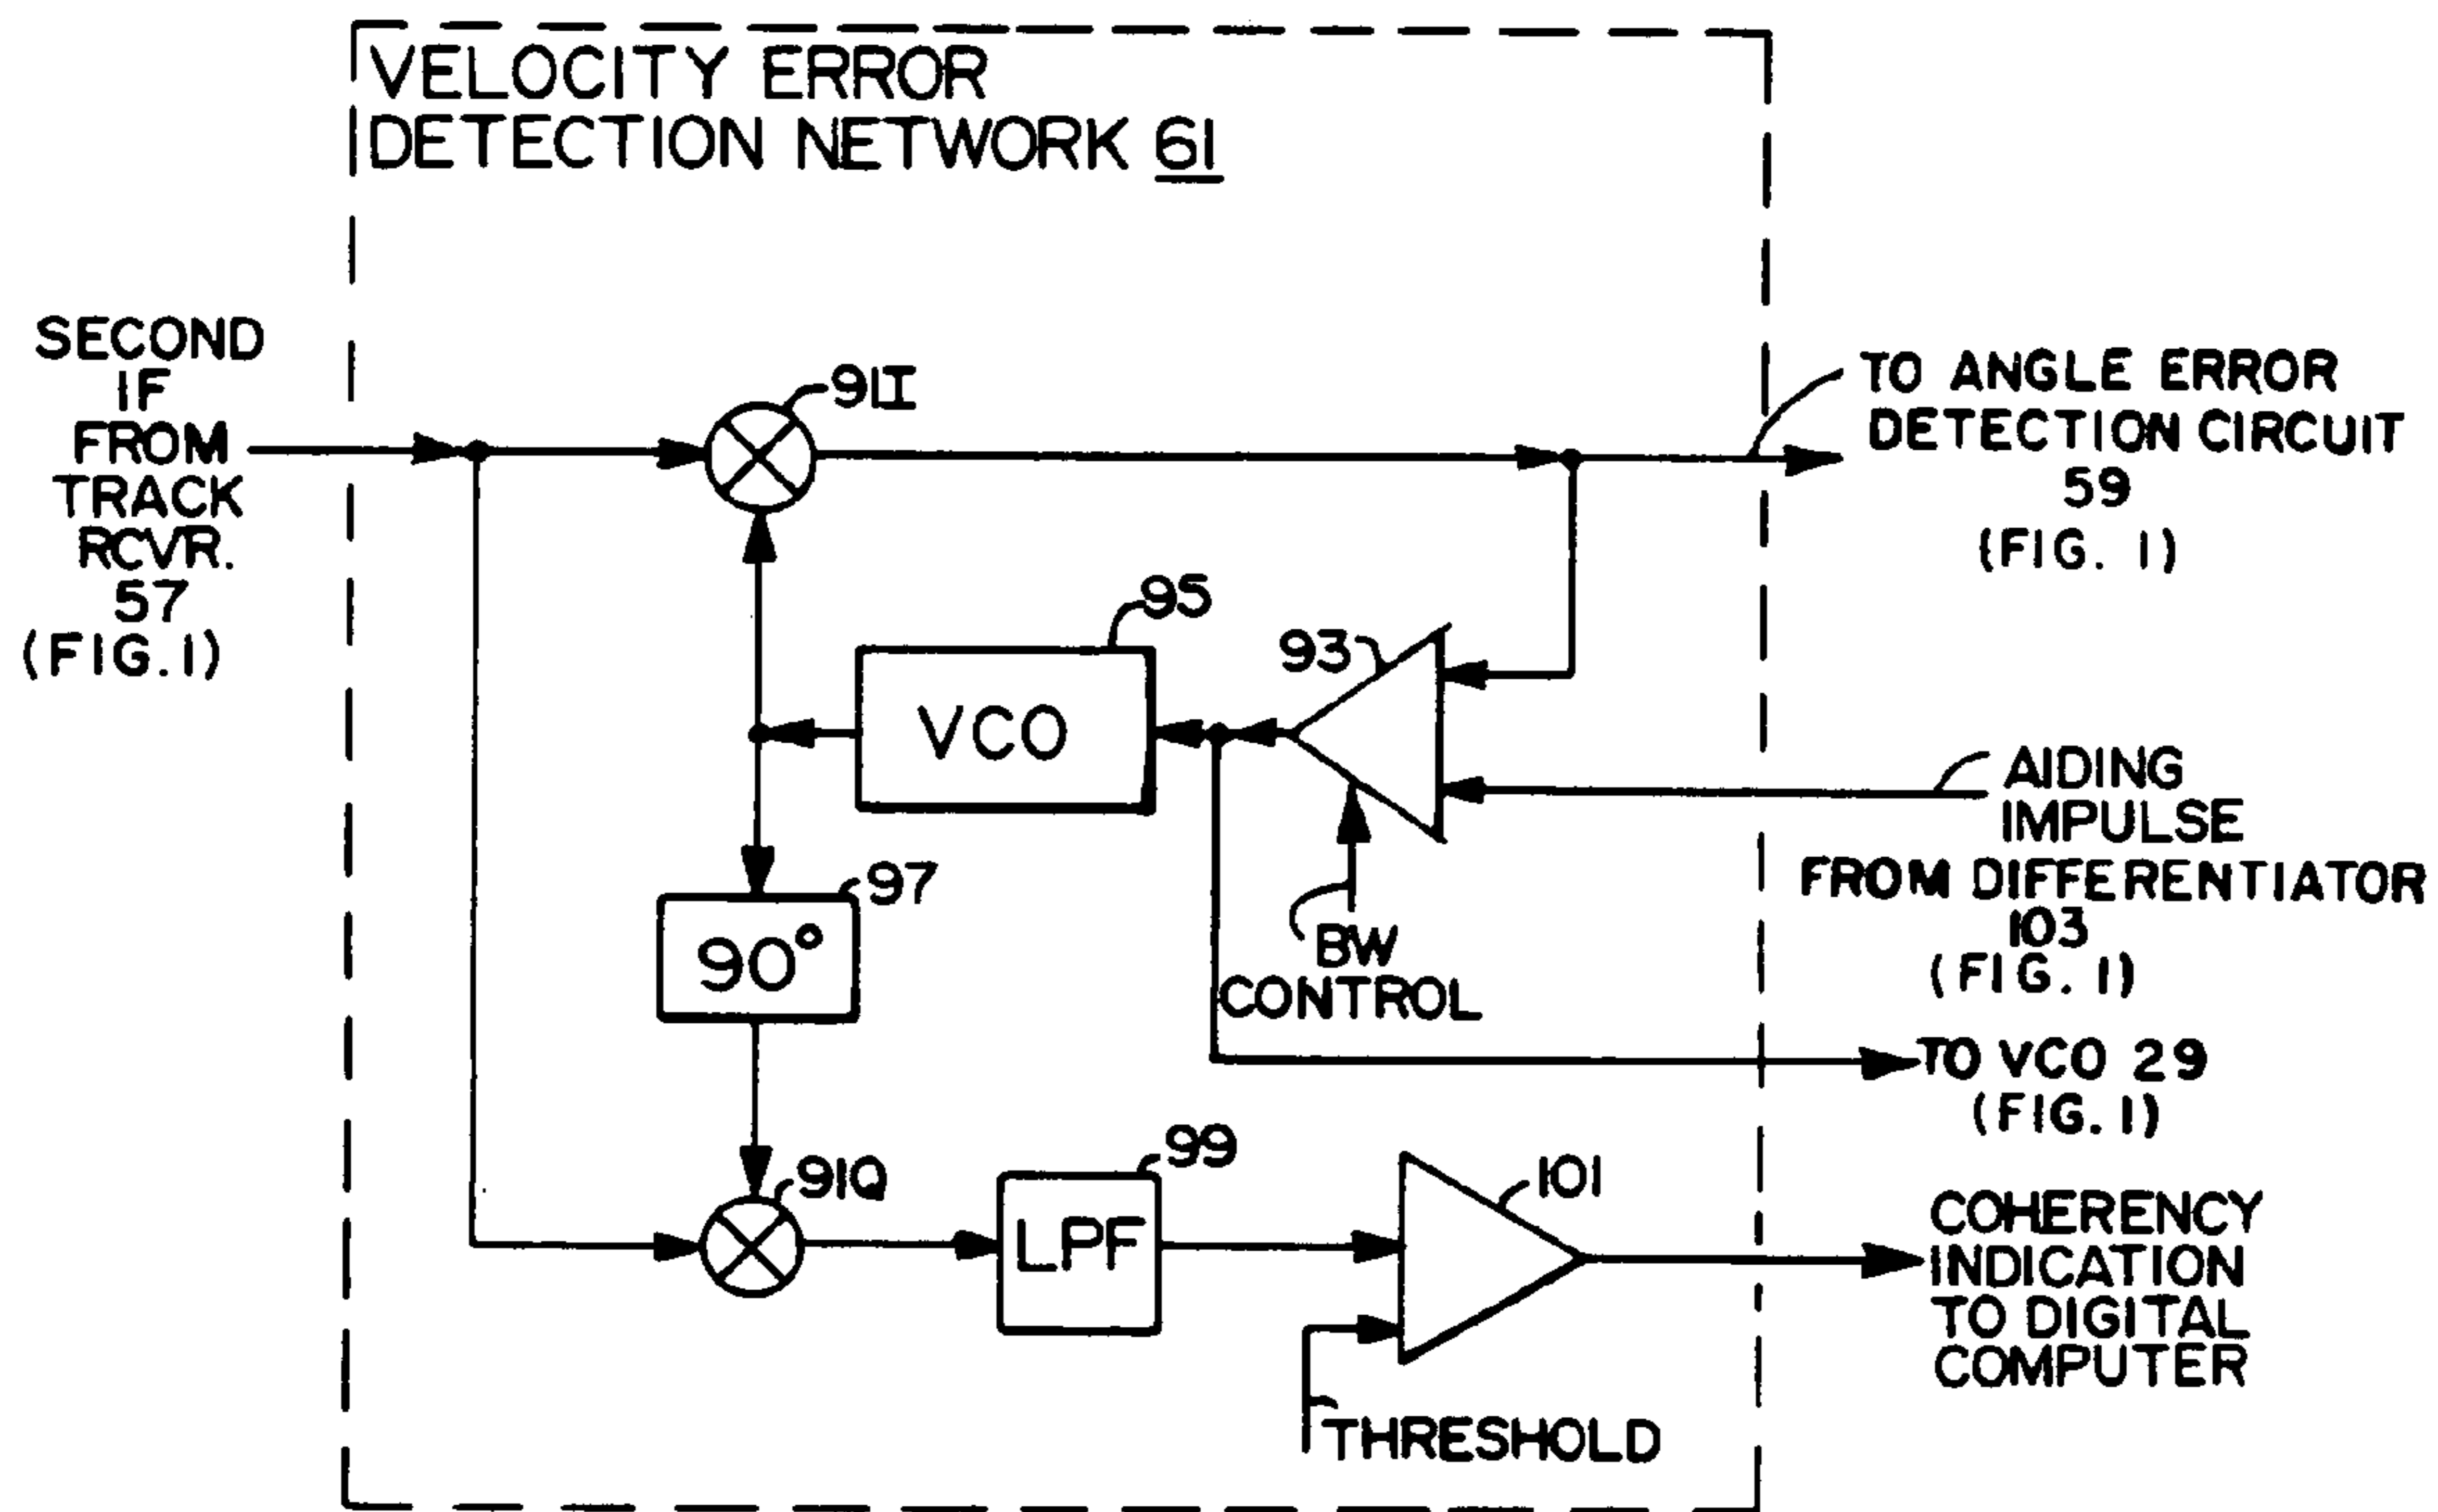 VELOCITY ERROR
DETECTION NETWORK 61
SECOND
IF
FROM
TRACK
RCVR.
57
(FIG. 1)
91I
TO ANGLE ERROR
DETECTION CIRCUIT
59
(FIG. 1)
95
VCO
93
AIDING
IMPULSE
FROM DIFFERENTIATOR
103
(FIG. 1)
BW
CONTROL
97
90°
TO VCO 29
(FIG. 1)
91Q
99
LPF
101
COHERENCY
INDICATION
TO DIGITAL
COMPUTER
THRESHOLD